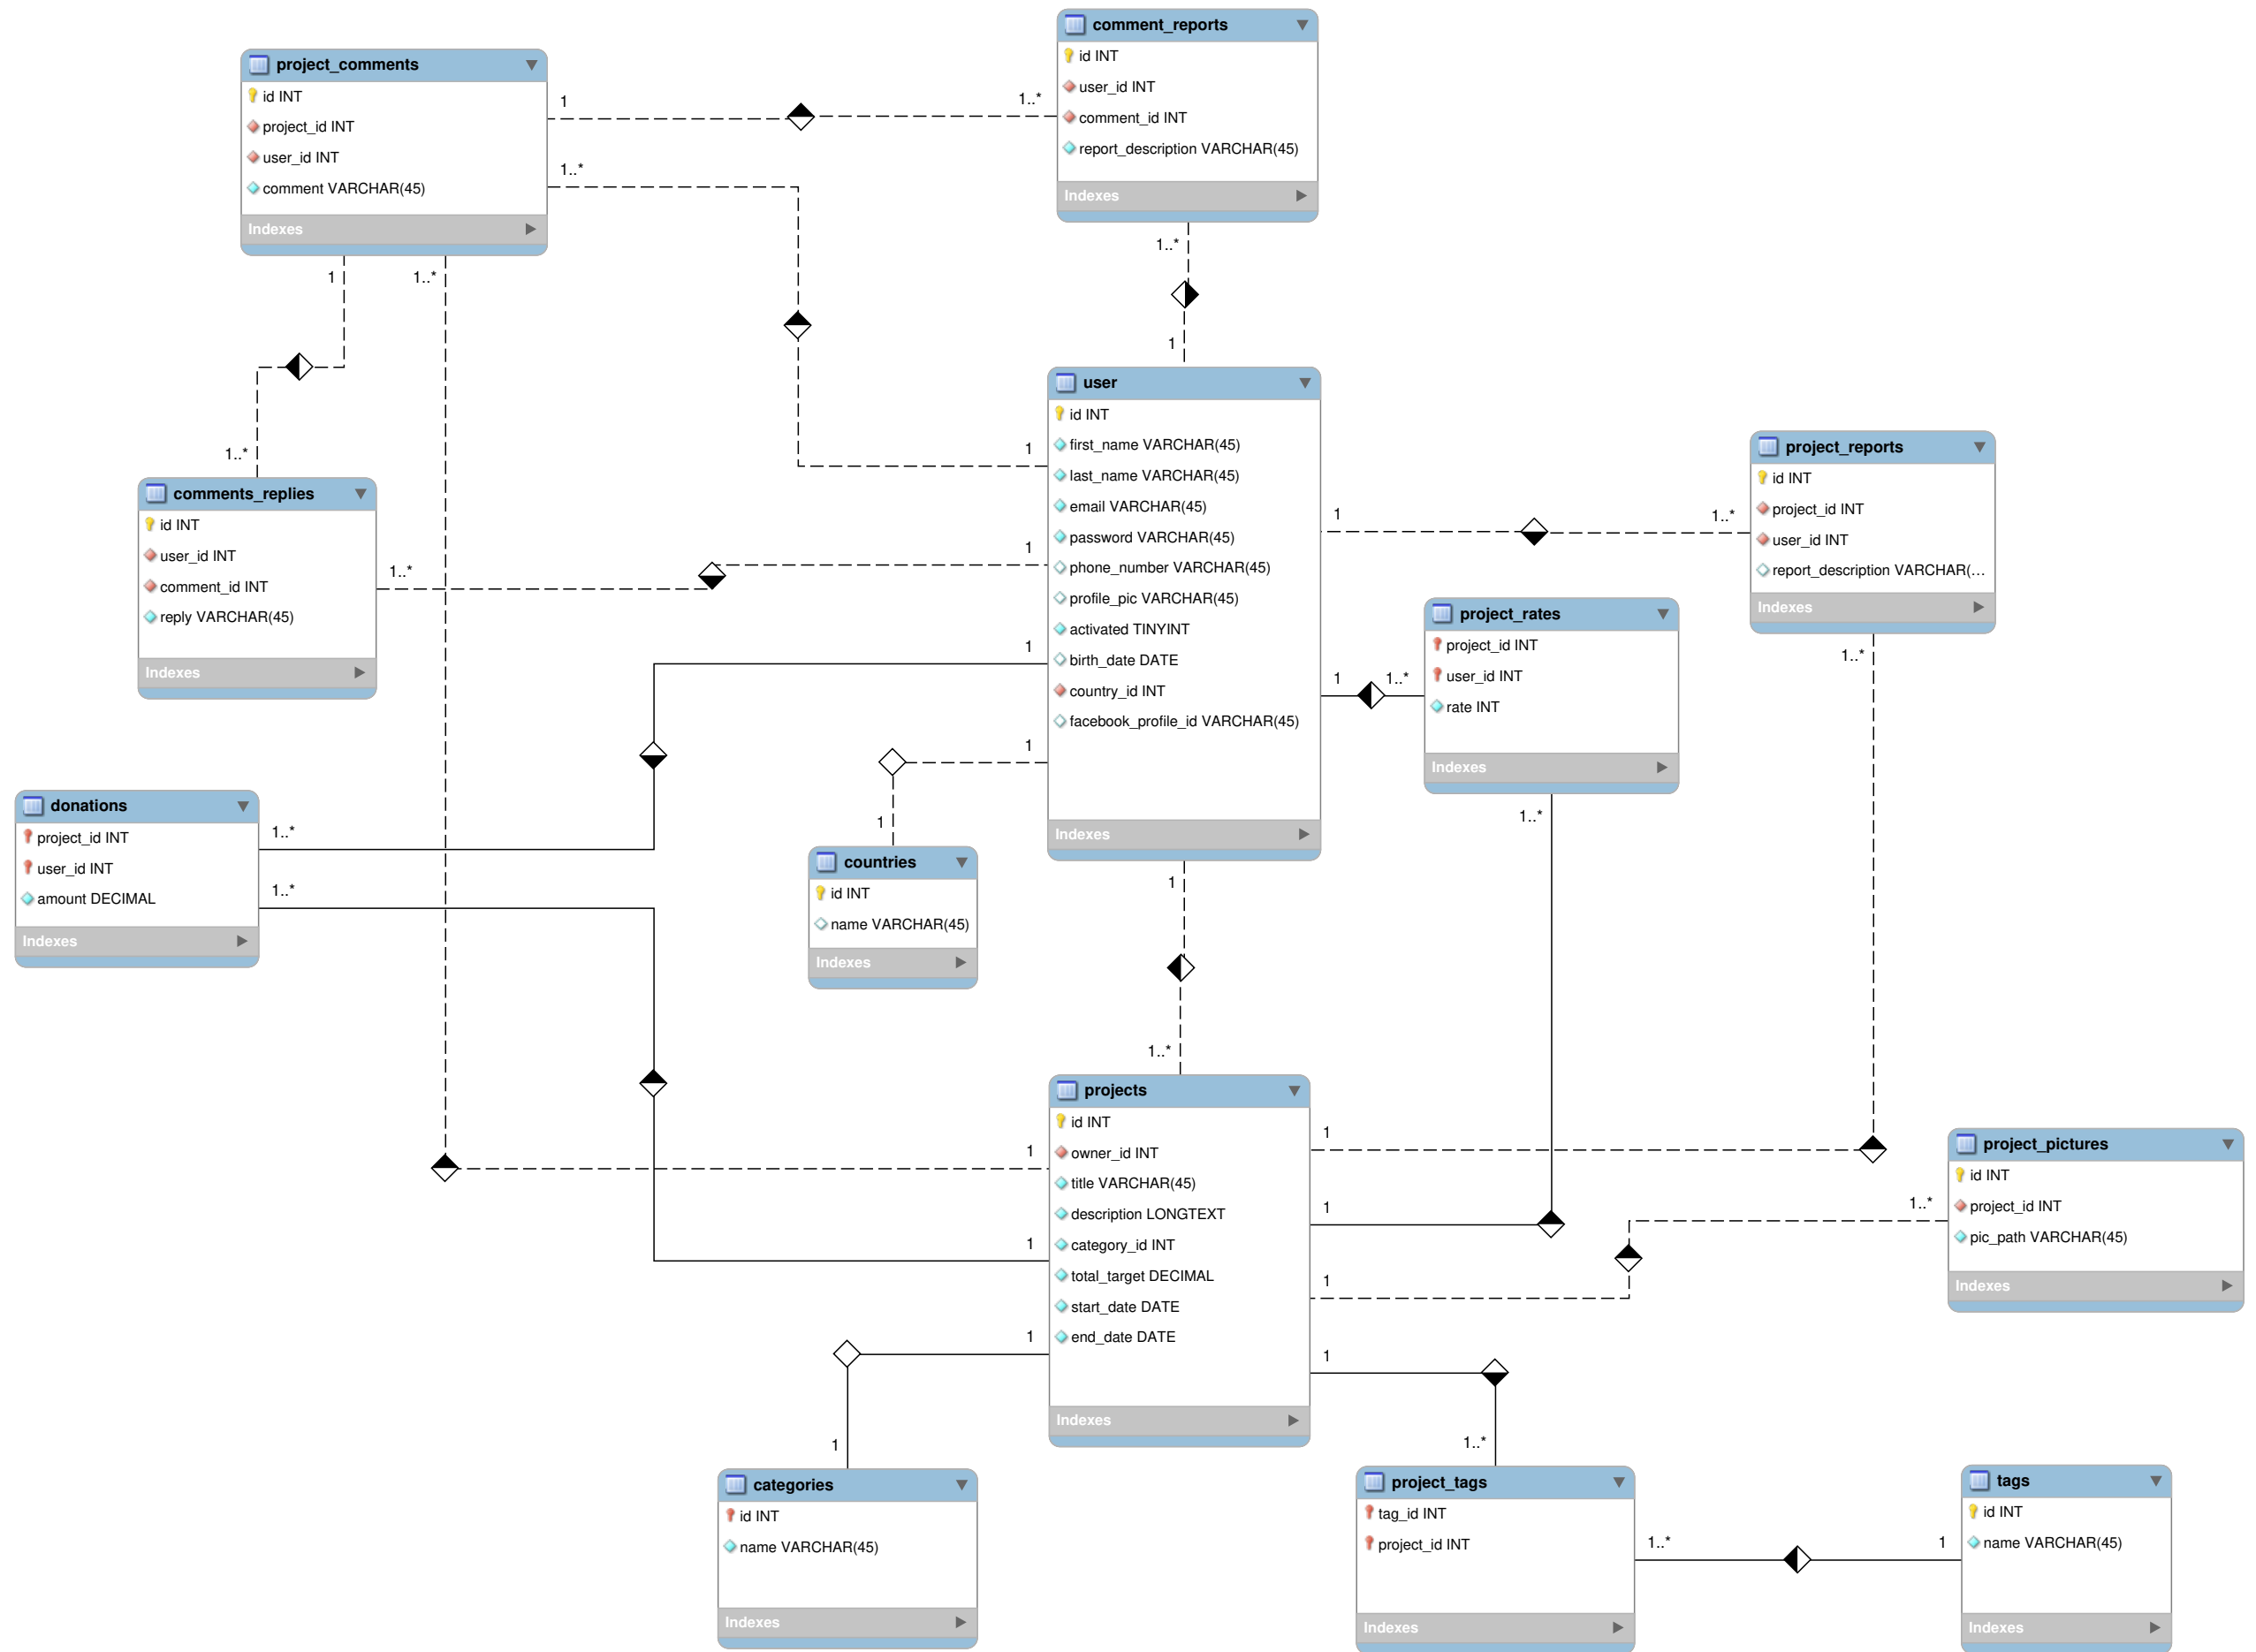 comment_reports
id INT
user_id INT
comment_id INT
report_description VARCHAR(45)
Indexes
project_comments
id INT
project_id INT
user_id INT
comment VARCHAR(45)
Indexes
1
1..*
1..*
1
1..*
1..*
1
user
id INT
first_name VARCHAR(45)
last_name VARCHAR(45)
email VARCHAR(45)
password VARCHAR(45)
phone_number VARCHAR(45)
profile_pic VARCHAR(45)
activated TINYINT
birth_date DATE
country_id INT
facebook_profile_id VARCHAR(45)
Indexes
1
1
1
1
1
1
1..*
project_reports
id INT
project_id INT
user_id INT
report_description VARCHAR(...
Indexes
1..*
1..*
comments_replies
id INT
user_id INT
comment_id INT
reply VARCHAR(45)
Indexes
1..*
project_rates
project_id INT
user_id INT
rate INT
Indexes
1..*
1..*
donations
project_id INT
user_id INT
amount DECIMAL
Indexes
1..*
1..*
1
countries
id INT
name VARCHAR(45)
Indexes
1
1..*
projects
id INT
owner_id INT
title VARCHAR(45)
description LONGTEXT
category_id INT
total_target DECIMAL
start_date DATE
end_date DATE
Indexes
1
1
1
1
1
1
1
project_pictures
id INT
project_id INT
pic_path VARCHAR(45)
Indexes
1..*
1
categories
id INT
name VARCHAR(45)
Indexes
1..*
project_tags
tag_id INT
project_id INT
Indexes
1..*
1
tags
id INT
name VARCHAR(45)
Indexes